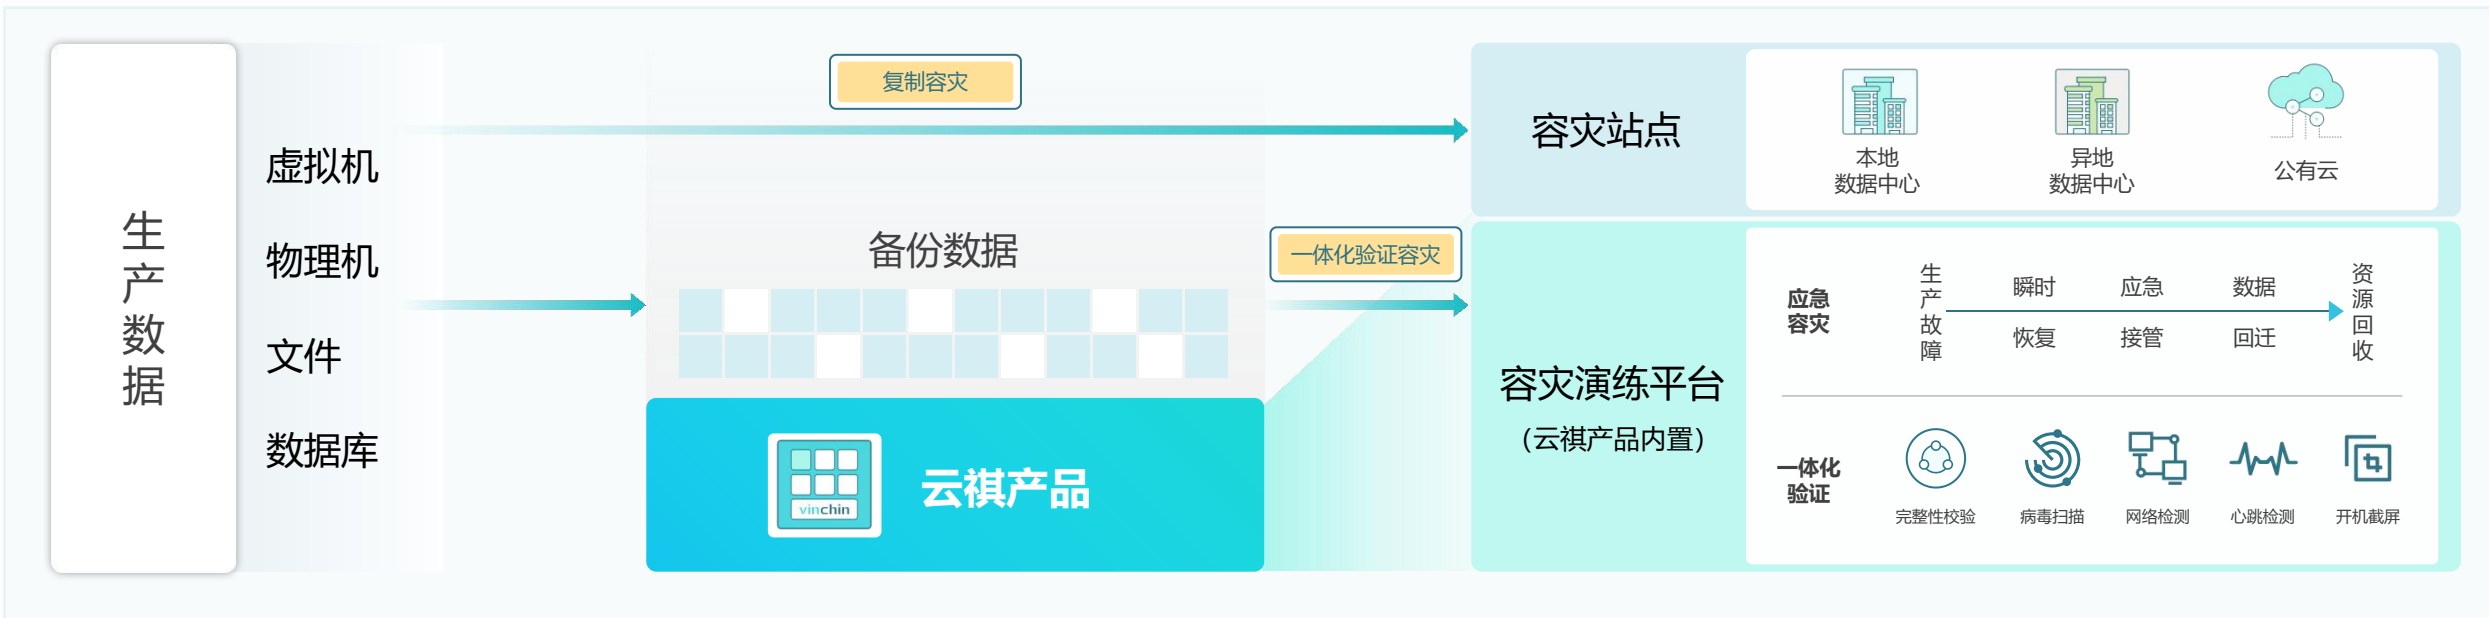 生产数据
虚拟机
物理机
文件
数据库
复制容灾
备份数据
vinchin
云祺产品
一体化验证容灾
容灾站点
本地
数据中心
异地
数据中心
公有云
容灾演练平台
（云祺产品内置）
应急
容灾
生产故障
瞬时
恢复
应急
接管
数据
回迁
资源回收
一体化
验证
完整性校验
病毒扫描
网络检测
心跳检测
开机截屏